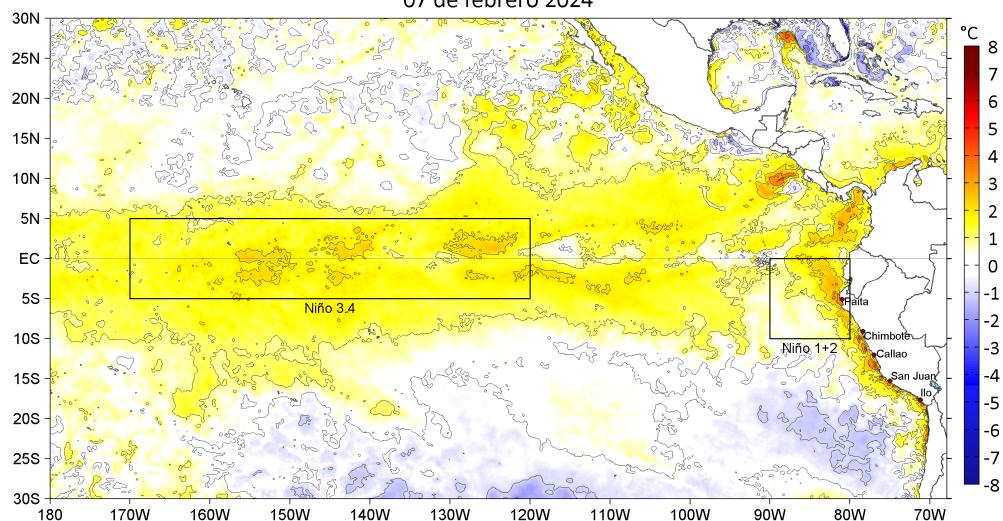 07 de febrero 2024
°C
30N
25N
20N
15N
10N
5N
EC
5S
10S
15S
20S
25S
30S
Niño 3.4
Niño 1+2
Paita
Chimbote
Callao
San Juan
Ilo
180 170W 160W 150W 140W 130W 120W 110W 100W 90W 80W 70W
8
7
6
5
4
3
2
1
0
-1
-2
-3
-4
-5
-6
-7
-8